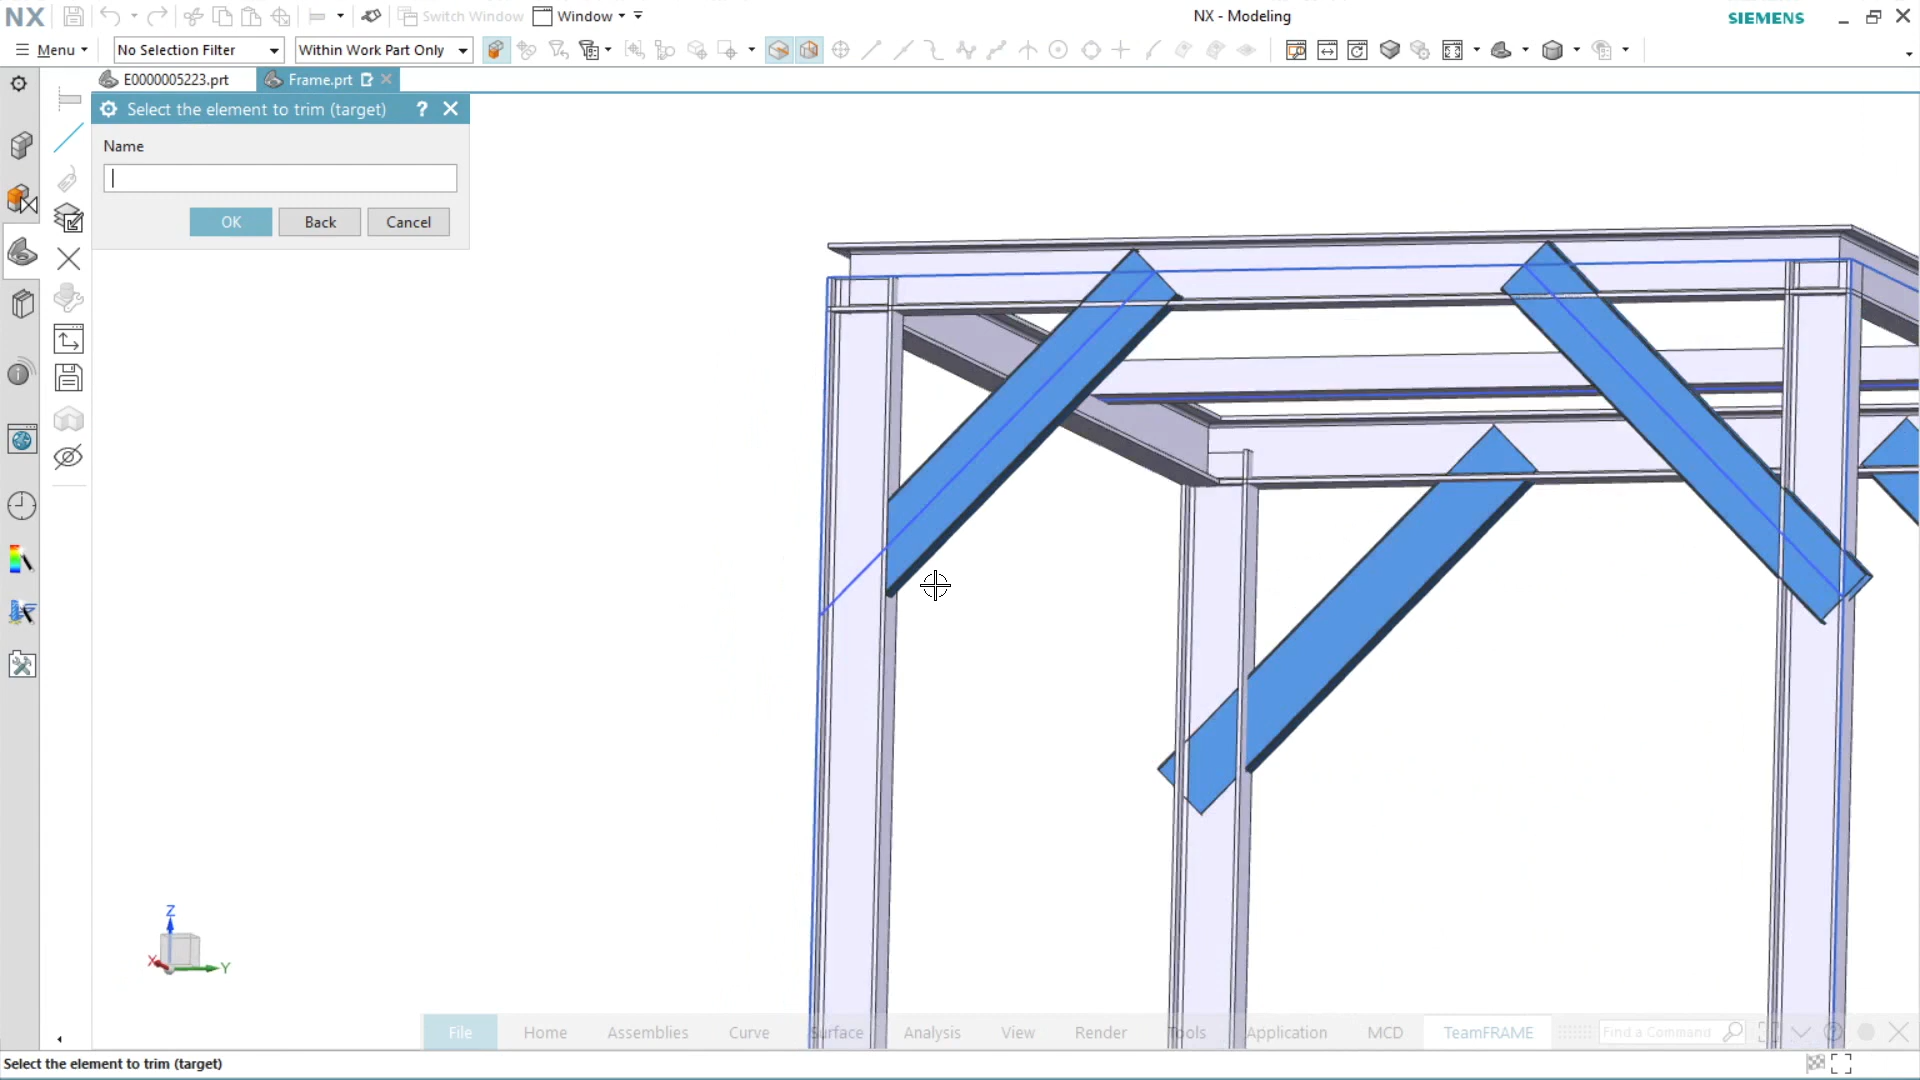 NX
Switch Window
Window
NX - Modeling
SIEMENS
Menu
No Selection Filter
Within Work Part Only
E0000005223.prt
Frame.prt
Select the element to trim (target)
?
Name
OK
Back
Cancel
Z
X
Y
File
Home
Assemblies
Curve
Surface
Analysis
View
Render
Tools
Application
MCD
TeamFRAME
Find a Command
Select the element to trim (target)